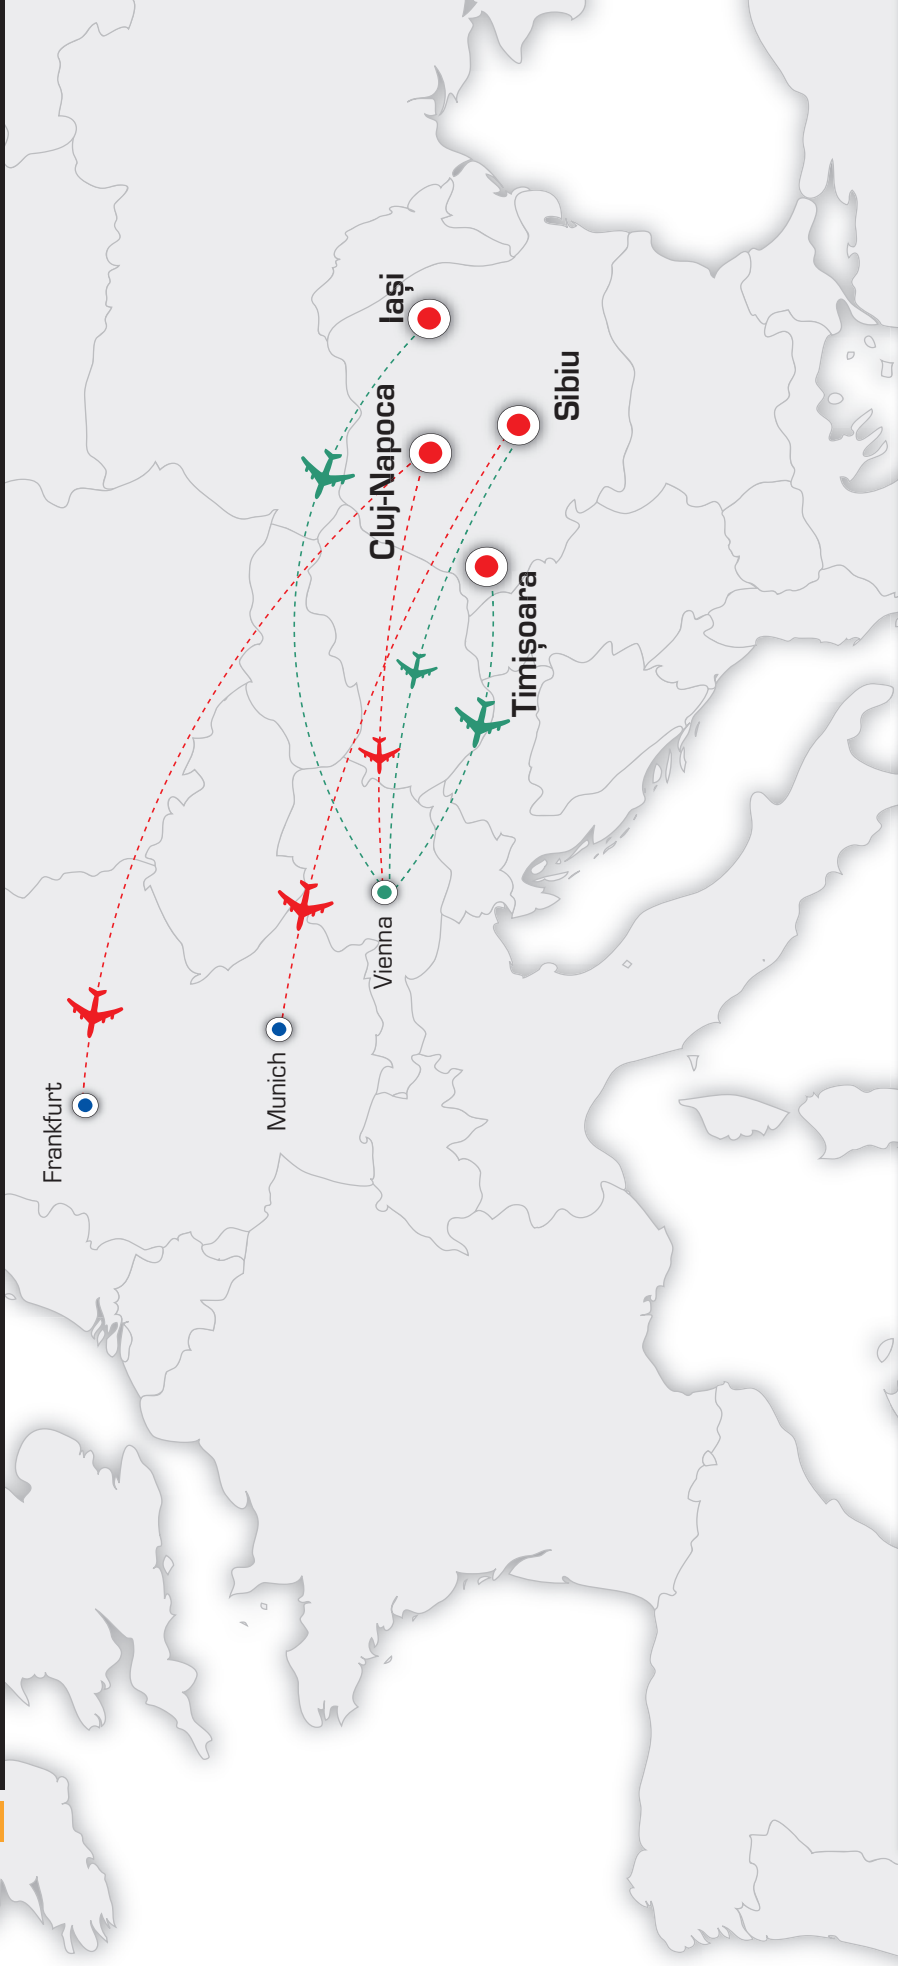 Frankfurt
Munich
Vienna
Cluj-Napoca
Iași
Timișoara
Sibiu